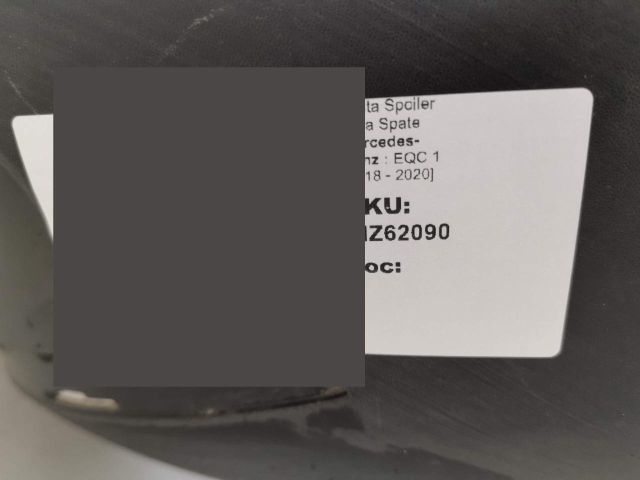 ta Spoiler
a Spate
rcedes-
nz : EQC 1
18 - 2020]
KU:
Z62090
oc: